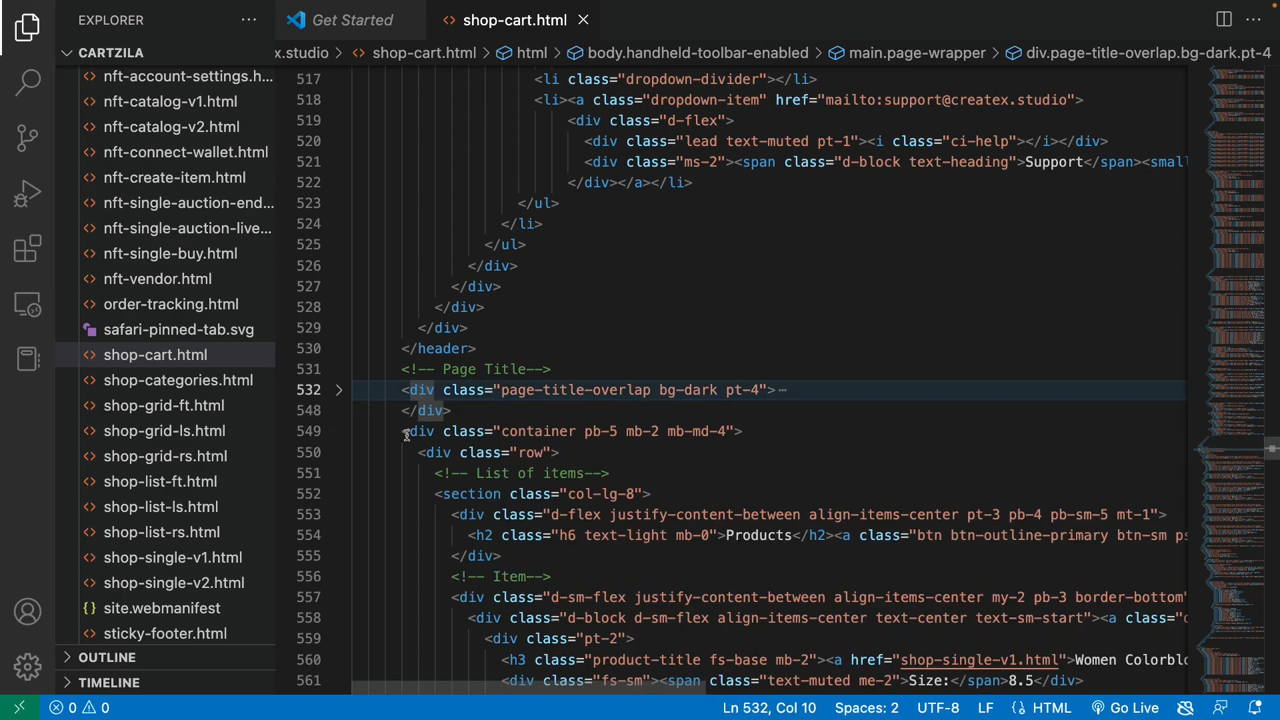 EXPLORER
Get Started
shop-cart.html
CARTZILA
x.studio > shop-cart.html > html > body.handheld-toolbar-enabled > main.page-wrapper > div.page-title-overlap.bg-dark.pt-4
nft-account-settings.h...
nft-catalog-v1.html
nft-catalog-v2.html
nft-connect-wallet.html
nft-create-item.html
nft-single-auction-end...
nft-single-auction-live...
nft-single-buy.html
nft-vendor.html
order-tracking.html
safari-pinned-tab.svg
shop-cart.html
shop-categories.html
shop-grid-ft.html
shop-grid-ls.html
shop-grid-rs.html
shop-list-ft.html
shop-list-ls.html
shop-list-rs.html
shop-single-v1.html
shop-single-v2.html
site.webmanifest
sticky-footer.html
OUTLINE
TIMELINE
517 <li class="dropdown-divider"></li>
518 <li><a class="dropdown-item" href="mailto:support@createx.studio">
519 <div class="d-flex">
520 <div class="lead text-muted pt-1"><i class="ci-help"></i></div>
521 <div class="ms-2"><span class="d-block text-heading">Support</span><small
522 </div></a></li>
523 </ul>
524 </li>
525 </ul>
526 </div>
527 </div>
528 </div>
529 </div>
530 </header>
531 <!-- Page Title-->
532 <div class="page-title-overlap bg-dark pt-4">
548 </div>
549 <div class="container pb-5 mb-2 mb-md-4">
550 <div class="row">
551 <!-- List of items-->
552 <section class="col-lg-8">
553 <div class="d-flex justify-content-between align-items-center pt-3 pb-4 pb-sm-5 mt-1">
554 <h2 class="h6 text-light mb-0">Products</h2><a class="btn btn-outline-primary btn-sm ps
555 </div>
556 <!-- Item-->
557 <div class="d-sm-flex justify-content-between align-items-center my-2 pb-3 border-bottom"
558 <div class="d-block d-sm-flex align-items-center text-center text-sm-start"><a class="d
559 <div class="pt-2">
560 <h3 class="product-title fs-base mb-2"><a href="shop-single-v1.html">Women Colorblo
561 <div class="fs-sm"><span class="text-muted me-2">Size:</span>8.5</div>
0 0 Ln 532, Col 10 Spaces: 2 UTF-8 LF HTML Go Live